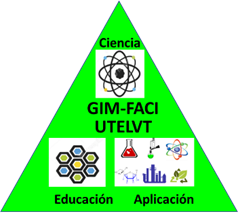 Ciencia
GIM-FACI
UTELVT
Educación Aplicación